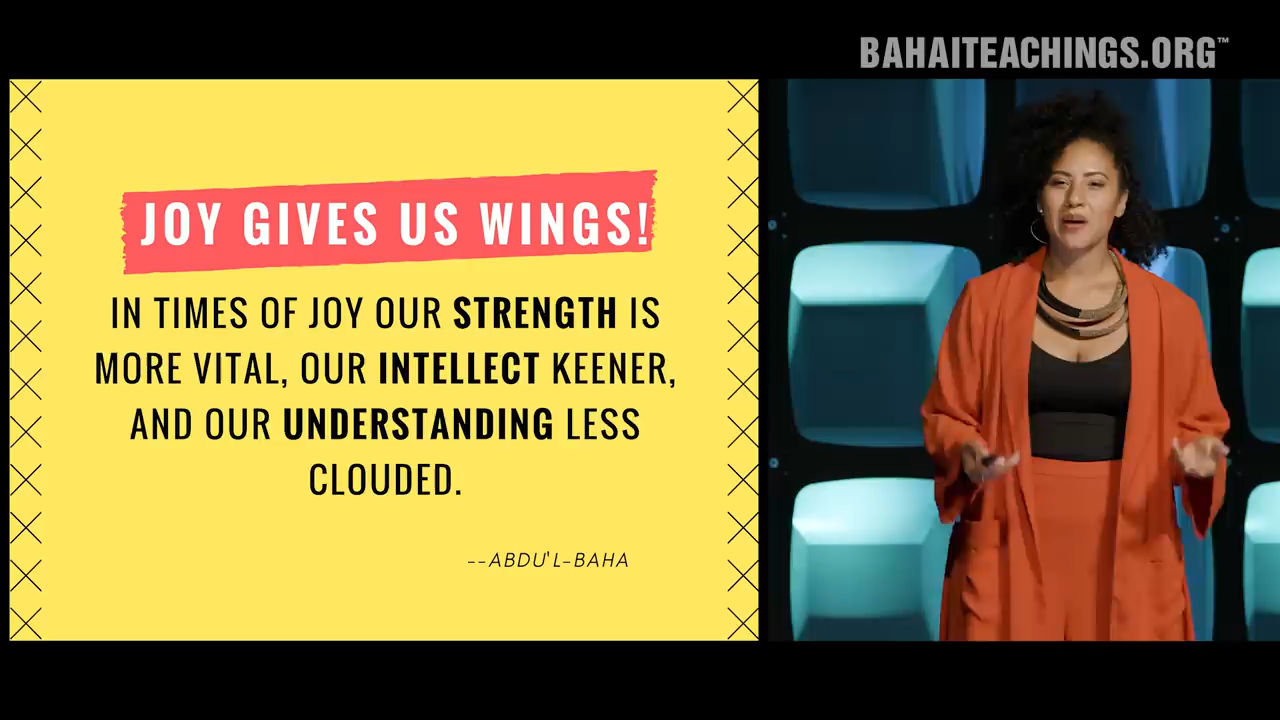 BAHAITEACHINGS.ORG™
JOY GIVES US WINGS!
IN TIMES OF JOY OUR STRENGTH IS
MORE VITAL, OUR INTELLECT KEENER,
AND OUR UNDERSTANDING LESS
CLOUDED.
--ABDU'L-BAHA